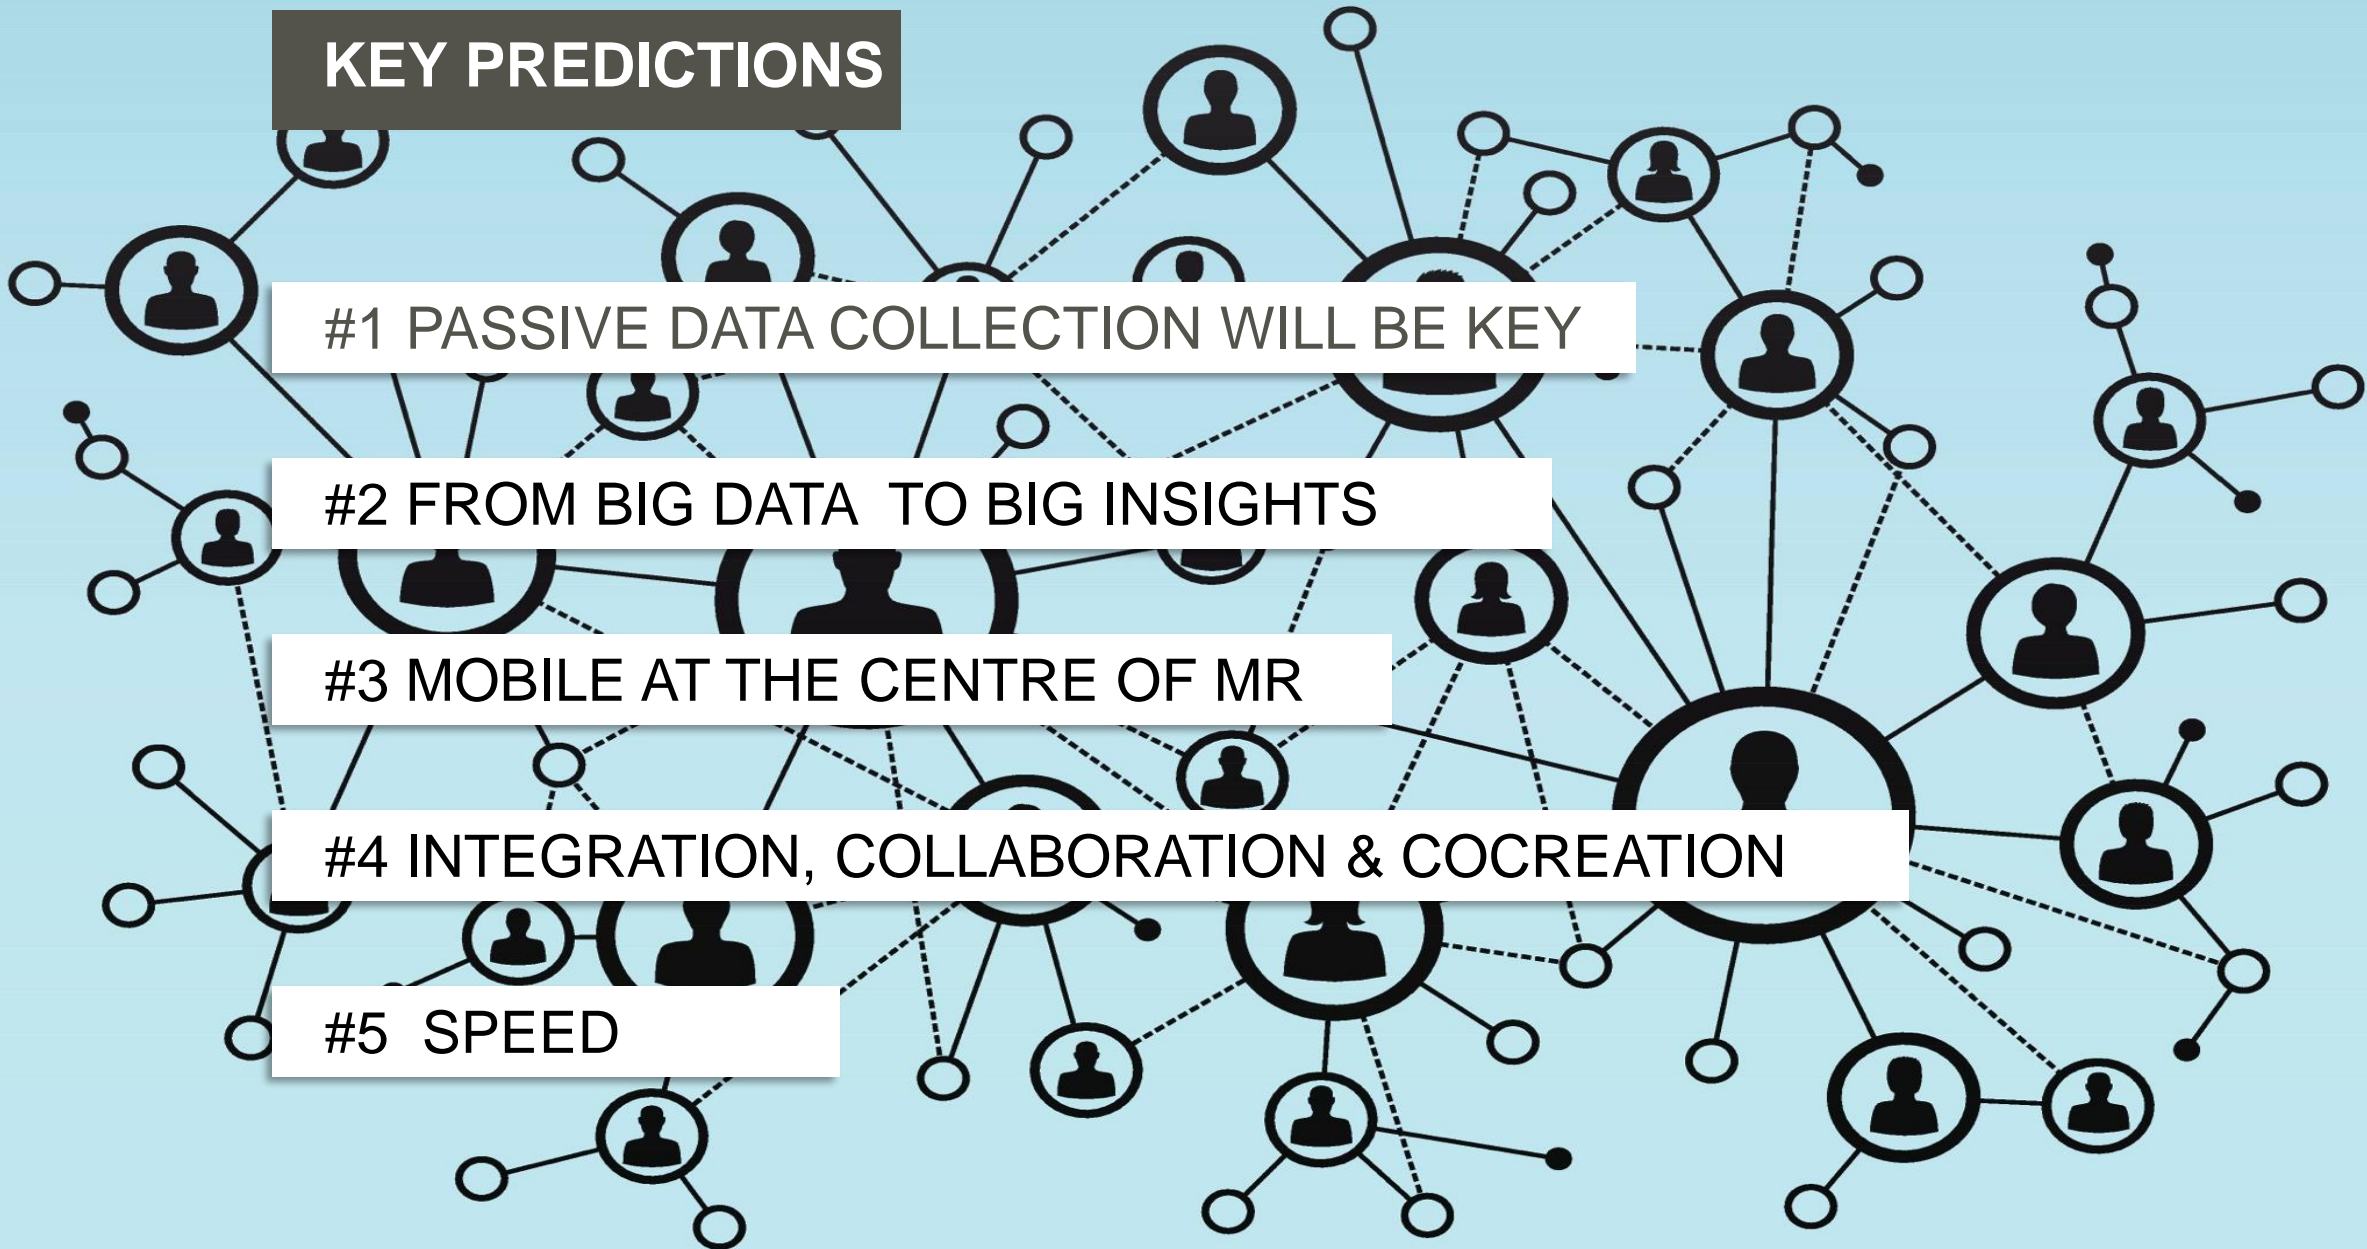 KEY PREDICTIONS
#1 PASSIVE DATA COLLECTION WILL BE KEY
#2 FROM BIG DATA  TO BIG INSIGHTS
#3 MOBILE AT THE CENTRE OF MR
#4 INTEGRATION, COLLABORATION & COCREATION
#5  SPEED